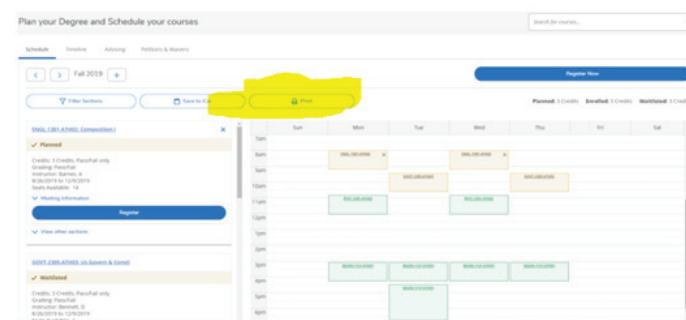 Plan your Degree and Schedule your courses
Search for courses...
Schedule Timeline Advising Petitions & Waivers
Fall 2019
Register Now
Filter Sections Save to iCal Print
Planned: 3 Credits Enrolled: 3 Credits Waitlisted: 3 Credi
Sun Mon Tue Wed Thu Fri Sat
ENGL-1301-ATH02: Composition I
Planned
Credits: 3 Credits, Pass/Fail only
Grading: Pass/Fail
Instructor: Barnes, A
8/26/2019 to 12/9/2019
Seats Available: 14
Meeting Information
Register
View other sections
GOVT-2305-ATH03: US Govern & Const
Waitlisted
Credits: 3 Credits, Pass/Fail only
Grading: Pass/Fail
Instructor: Bennett, D
8/26/2019 to 12/9/2019
7am
8am
9am
10am
11am
12pm
1pm
2pm
3pm
4pm
5pm
6pm